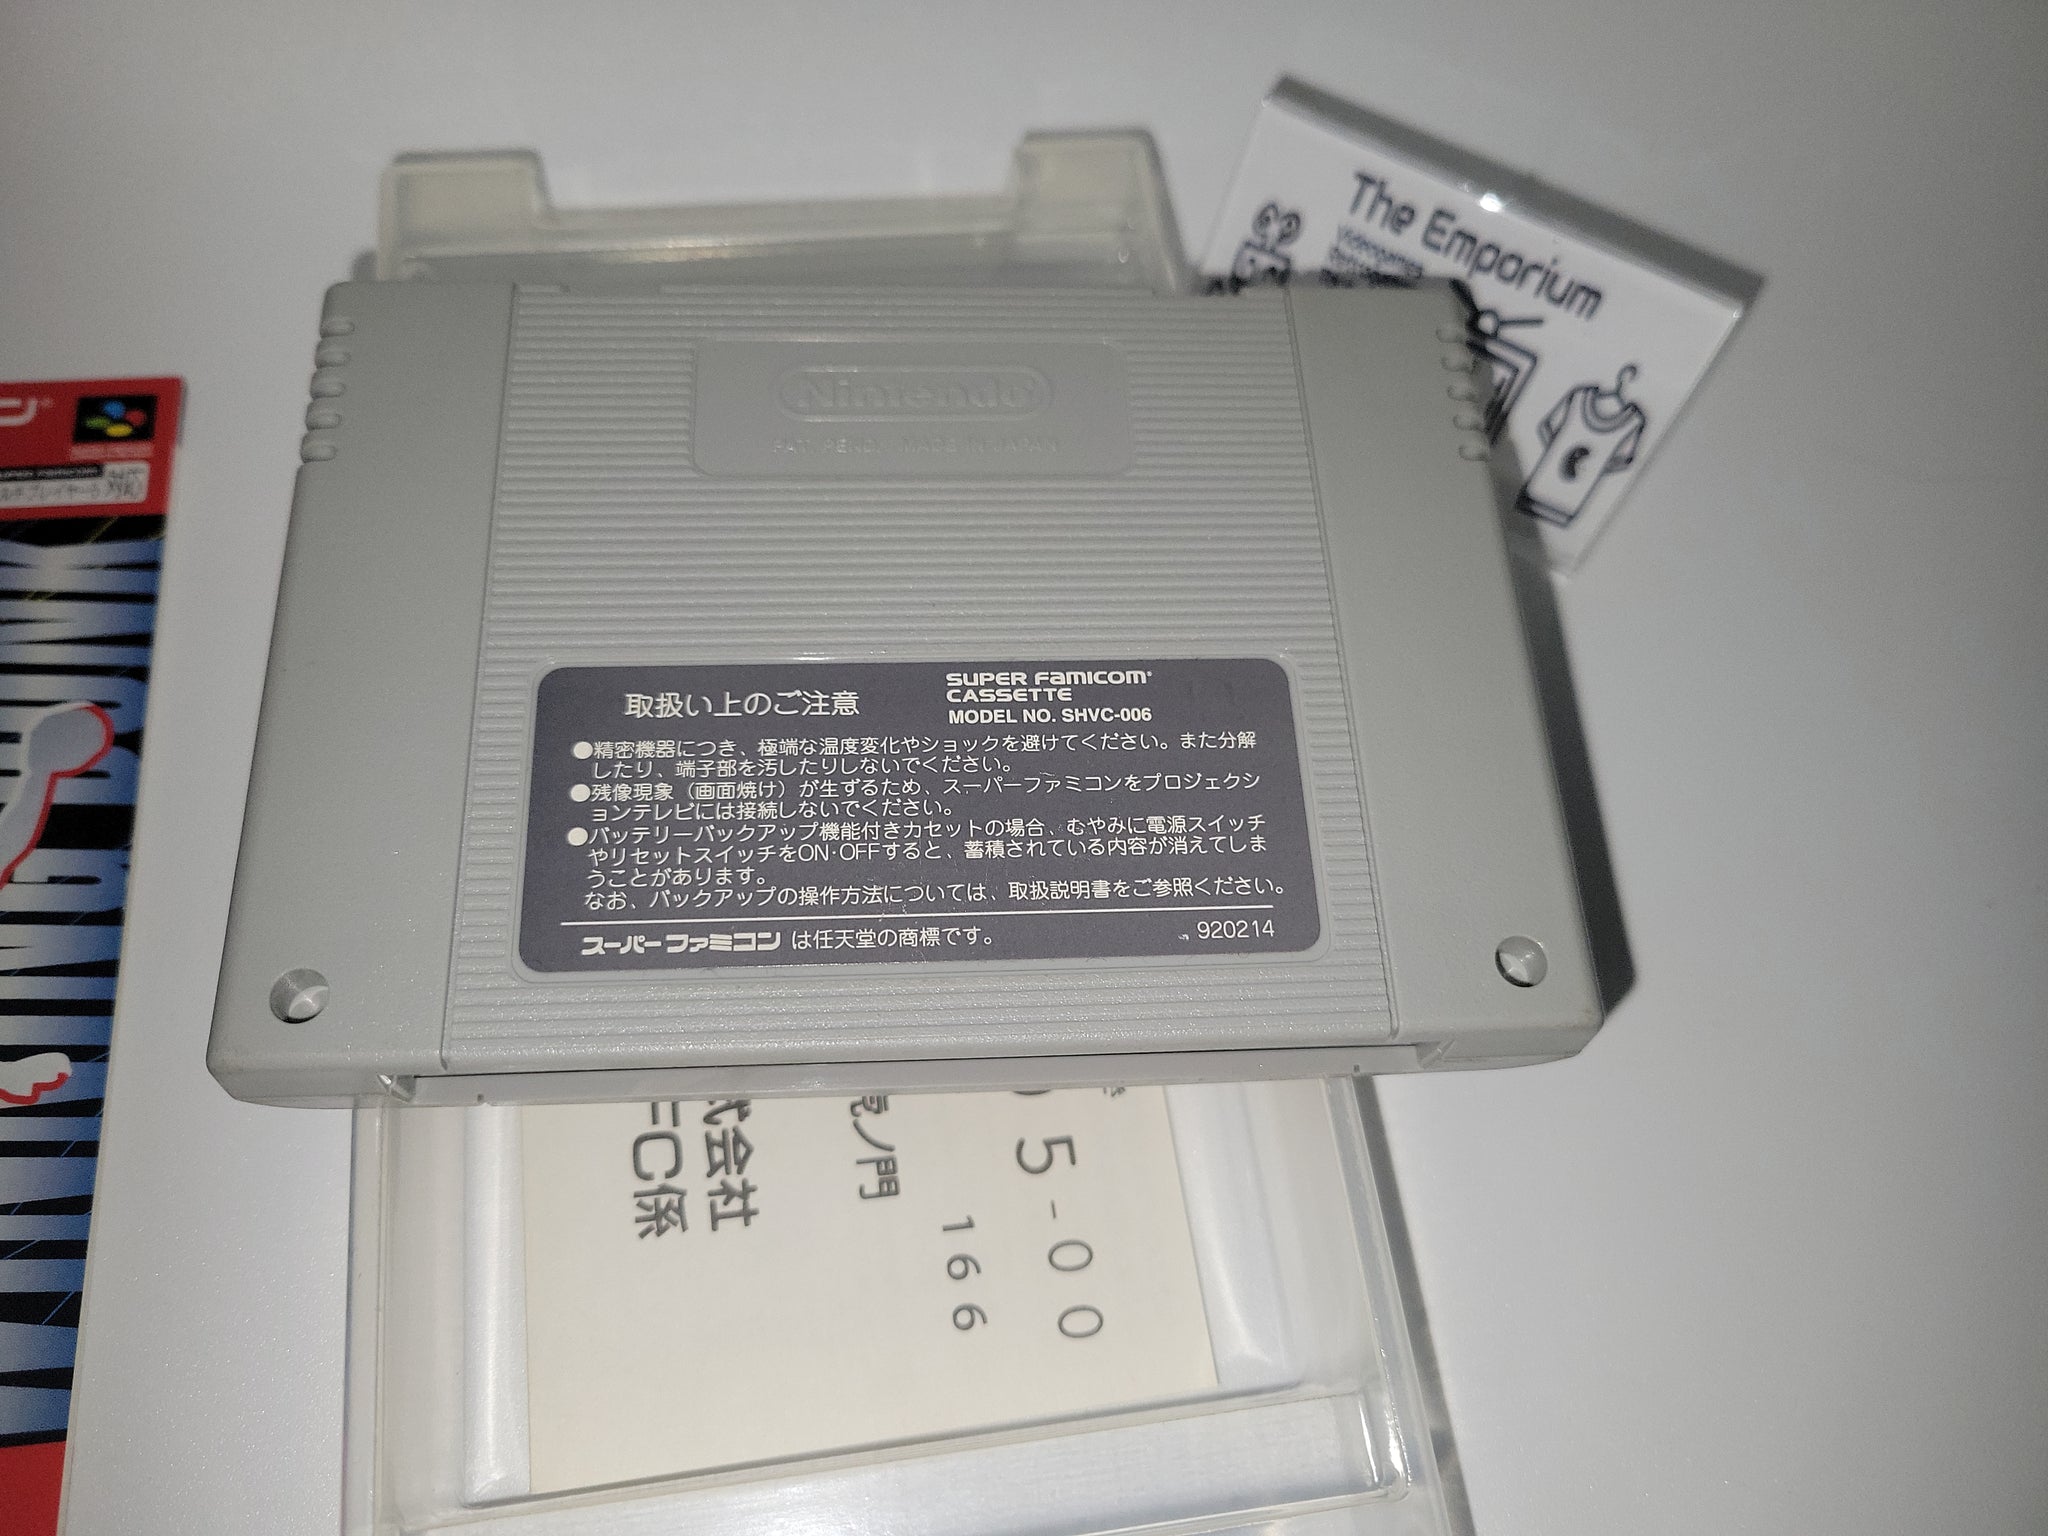 The Emporium
Nintendo
PAT. PEND. MADE IN JAPAN
取扱い上のご注意
SUPER FAMICOM
CASSETTE
MODEL NO. SHVC-006
●精密機器につき、極端な温度変化やショックを避けてください。また分解
したり、端子部を汚したりしないでください。
●残像現象（画面焼け）が生ずるため、スーパーファミコンをプロジェクシ
ョンテレビには接続しないでください。
●バッテリーバックアップ機能付きカセットの場合、むやみに電源スイッチ
やリセットスイッチをON・OFFすると、蓄積されている内容が消えてしま
うことがあります。
なお、バックアップの操作方法については、取扱説明書をご参照ください。
スーパーファミコン は任天堂の商標です。
920214
5-00
166
ノ門
式会社
C係